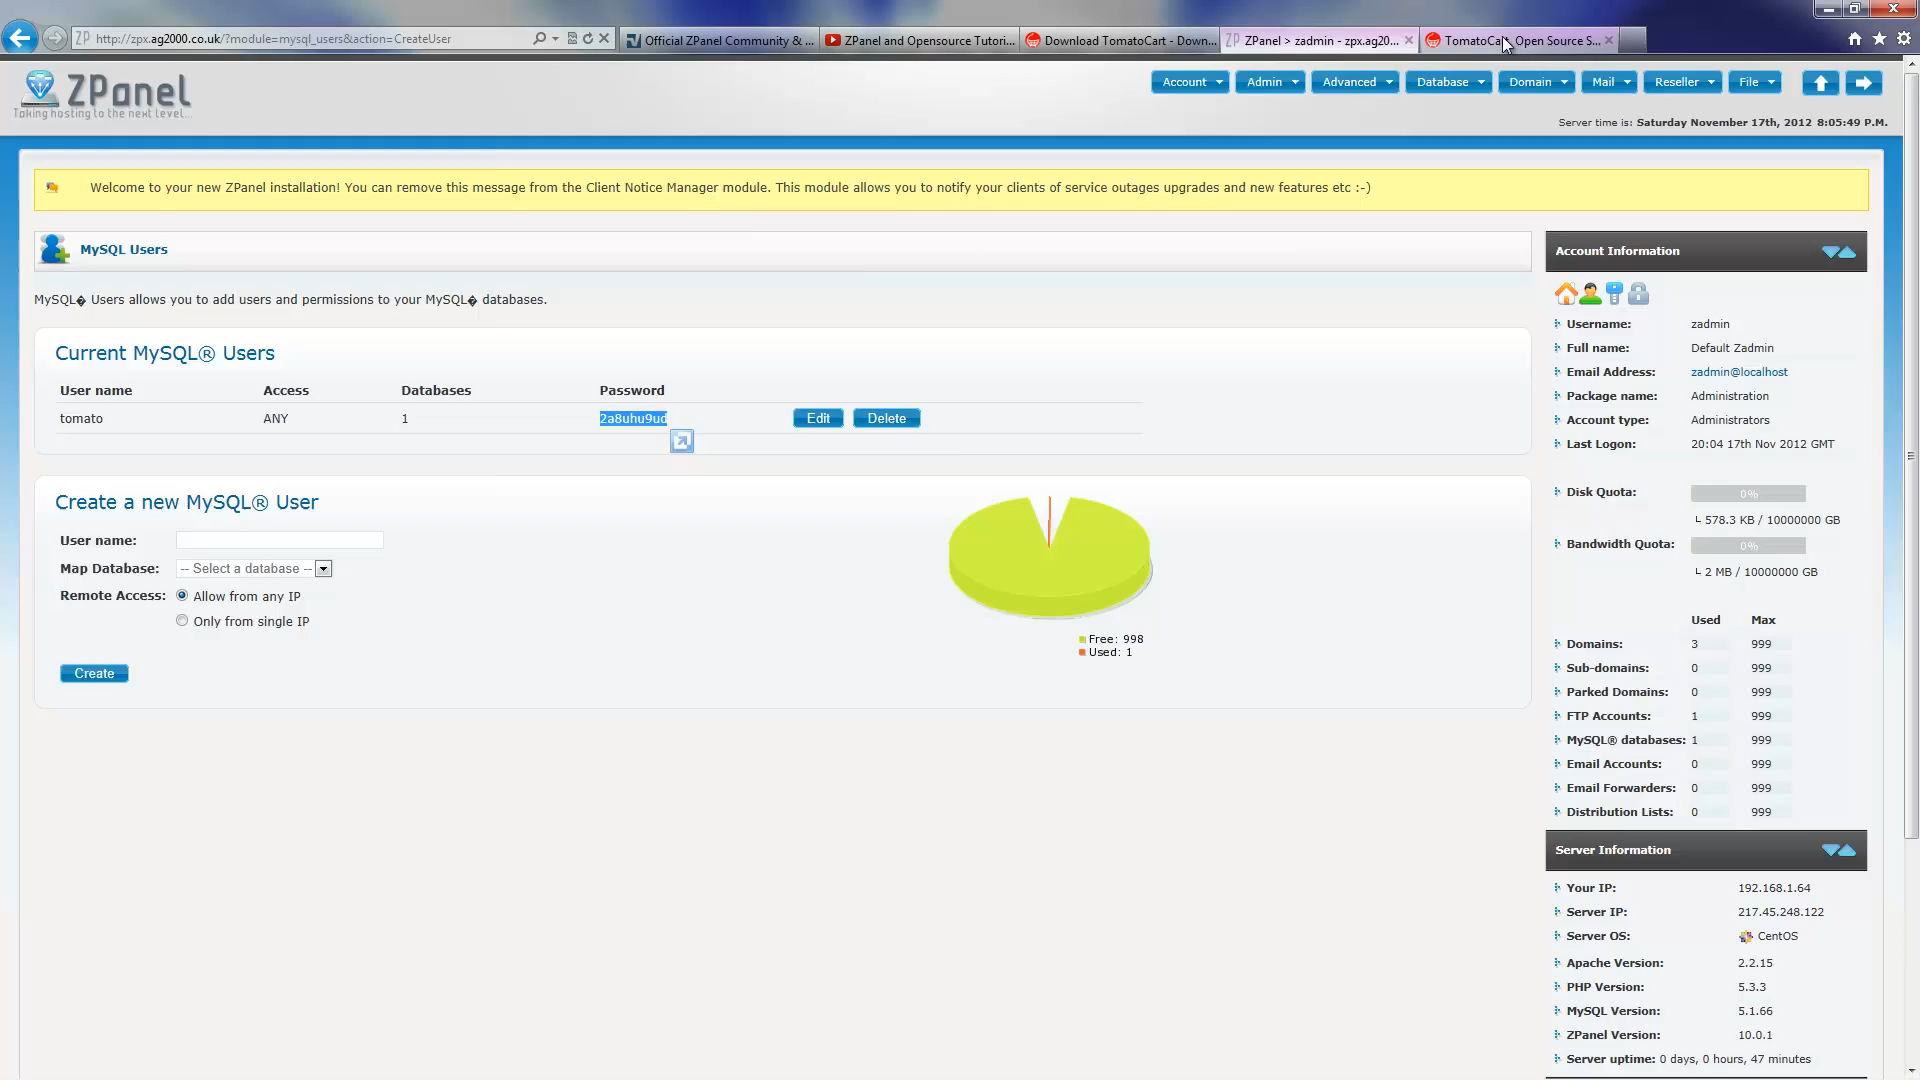 http://zpx.ag2000.co.uk/?module=mysql_users&action=CreateUser
Official ZPanel Community & ...
ZPanel and Opensource Tutori...
Download TomatoCart - Down...
ZP ZPanel > zadmin - zpx.ag20...
TomatoCart, Open Source S...
ZPanel
Taking hosting to the next level...
Account
Admin
Advanced
Database
Domain
Mail
Reseller
File
Server time is: Saturday November 17th, 2012 8:05:49 P.M.
Welcome to your new ZPanel installation! You can remove this message from the Client Notice Manager module. This module allows you to notify your clients of service outages upgrades and new features etc :-)
MySQL Users
MySQL� Users allows you to add users and permissions to your MySQL� databases.
Current MySQL® Users
User name Access Databases Password
tomato ANY 1 2a8uhu9ud Edit Delete
Create a new MySQL® User
User name:
Map Database: -- Select a database --
Remote Access: Allow from any IP
Only from single IP
Create
Free: 998
Used: 1
Account Information
Username: zadmin
Full name: Default Zadmin
Email Address: zadmin@localhost
Package name: Administration
Account type: Administrators
Last Logon: 20:04 17th Nov 2012 GMT
Disk Quota: 0%
578.3 KB / 10000000 GB
Bandwidth Quota: 0%
2 MB / 10000000 GB
Used Max
Domains: 3 999
Sub-domains: 0 999
Parked Domains: 0 999
FTP Accounts: 1 999
MySQL® databases: 1 999
Email Accounts: 0 999
Email Forwarders: 0 999
Distribution Lists: 0 999
Server Information
Your IP: 192.168.1.64
Server IP: 217.45.248.122
Server OS: CentOS
Apache Version: 2.2.15
PHP Version: 5.3.3
MySQL Version: 5.1.66
ZPanel Version: 10.0.1
Server uptime: 0 days, 0 hours, 47 minutes